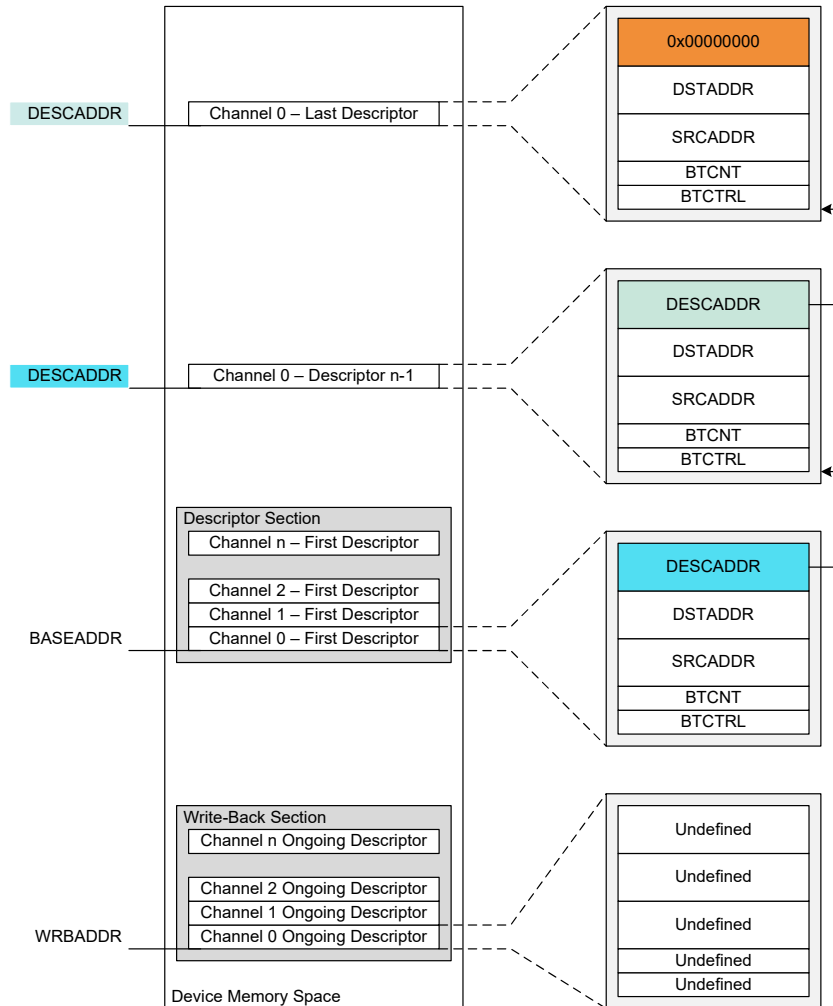 0x00000000
DSTADDR
DESCADDR
Channel 0 – Last Descriptor
SRCADDR
BTCNT
BTCTRL
DESCADDR
DSTADDR
DESCADDR
Channel 0 – Descriptor n-1
SRCADDR
BTCNT
BTCTRL
Descriptor Section
Channel n – First Descriptor
DESCADDR
Channel 2 – First Descriptor
Channel 1 – First Descriptor
DSTADDR
BASEADDR
Channel 0 – First Descriptor
SRCADDR
BTCNT
BTCTRL
Write-Back Section
Channel n Ongoing Descriptor
Undefined
Channel 2 Ongoing Descriptor
Undefined
Channel 1 Ongoing Descriptor
WRBADDR
Channel 0 Ongoing Descriptor
Undefined
Undefined
Undefined
Device Memory Space